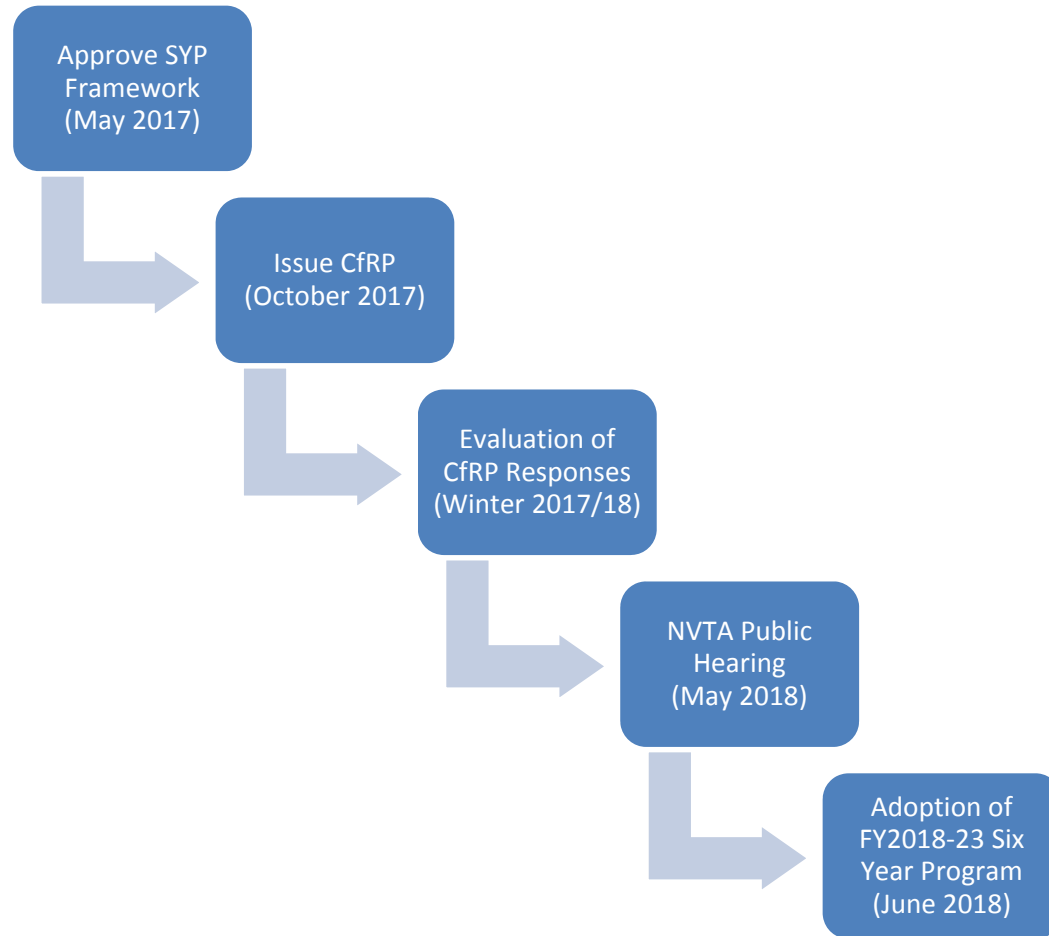 Approve SYP
Framework
(May 2017)
Issue CfRP
(October 2017)
Evaluation of
CfRP Responses
(Winter 2017/18)
NVTA Public
Hearing
(May 2018)
Adoption of
FY2018-23 Six
Year Program
(June 2018)